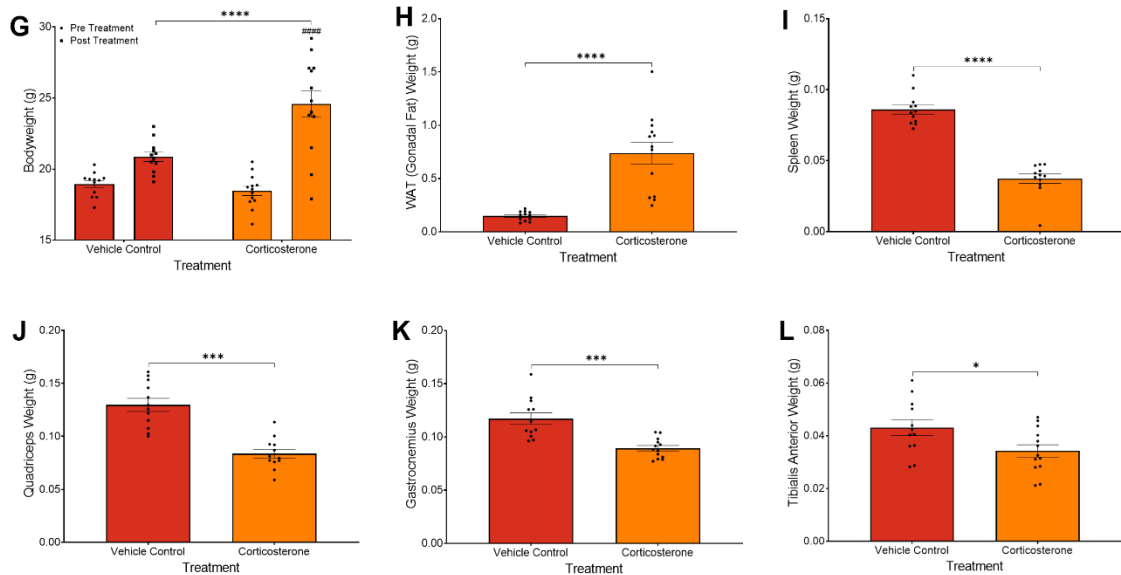 G
• Pre Treatment
▪ Post Treatment
****
####
30
25
20
15
Bodyweight (g)
Vehicle Control
Corticosterone
Treatment
H
****
2.0
1.5
1.0
0.5
0.0
WAT (Gonadal Fat) Weight (g)
Vehicle Control
Corticosterone
Treatment
I
****
0.15
0.10
0.05
0.00
Spleen Weight (g)
Vehicle Control
Corticosterone
Treatment
J
***
0.20
0.15
0.10
0.05
0.00
Quadriceps Weight (g)
Vehicle Control
Corticosterone
Treatment
K
***
0.20
0.15
0.10
0.05
0.00
Gastrocnemius Weight (g)
Vehicle Control
Corticosterone
Treatment
L
*
0.08
0.06
0.04
0.02
0.00
Tibialis Anterior Weight (g)
Vehicle Control
Corticosterone
Treatment